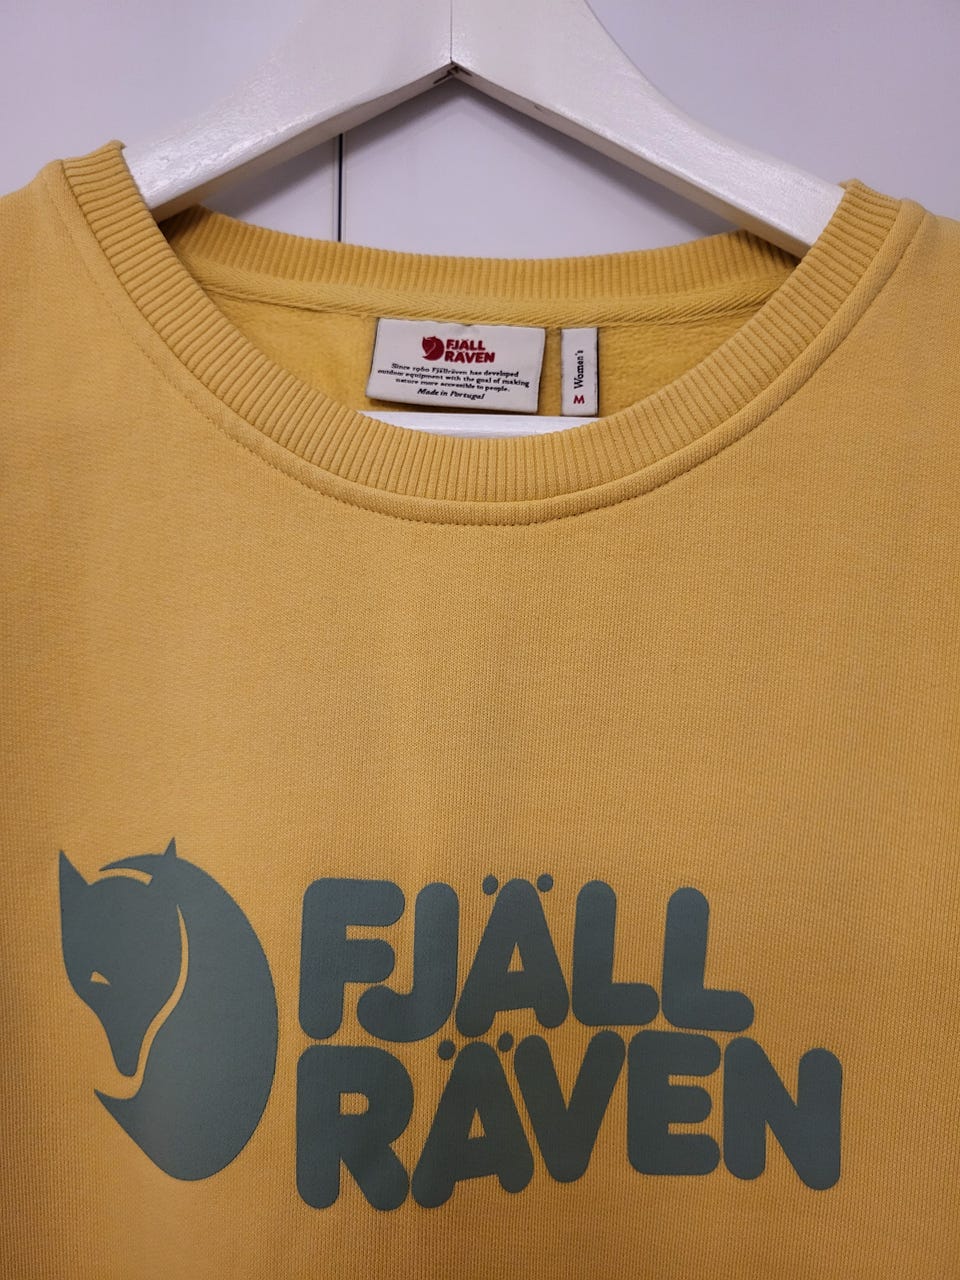 FJÄLL
RÄVEN
Since 1960 Fjällräven has developed
outdoor equipment with the goal of making
nature more accessible to people.
Made in Portugal
Women's
M
FJÄLL
RÄVEN